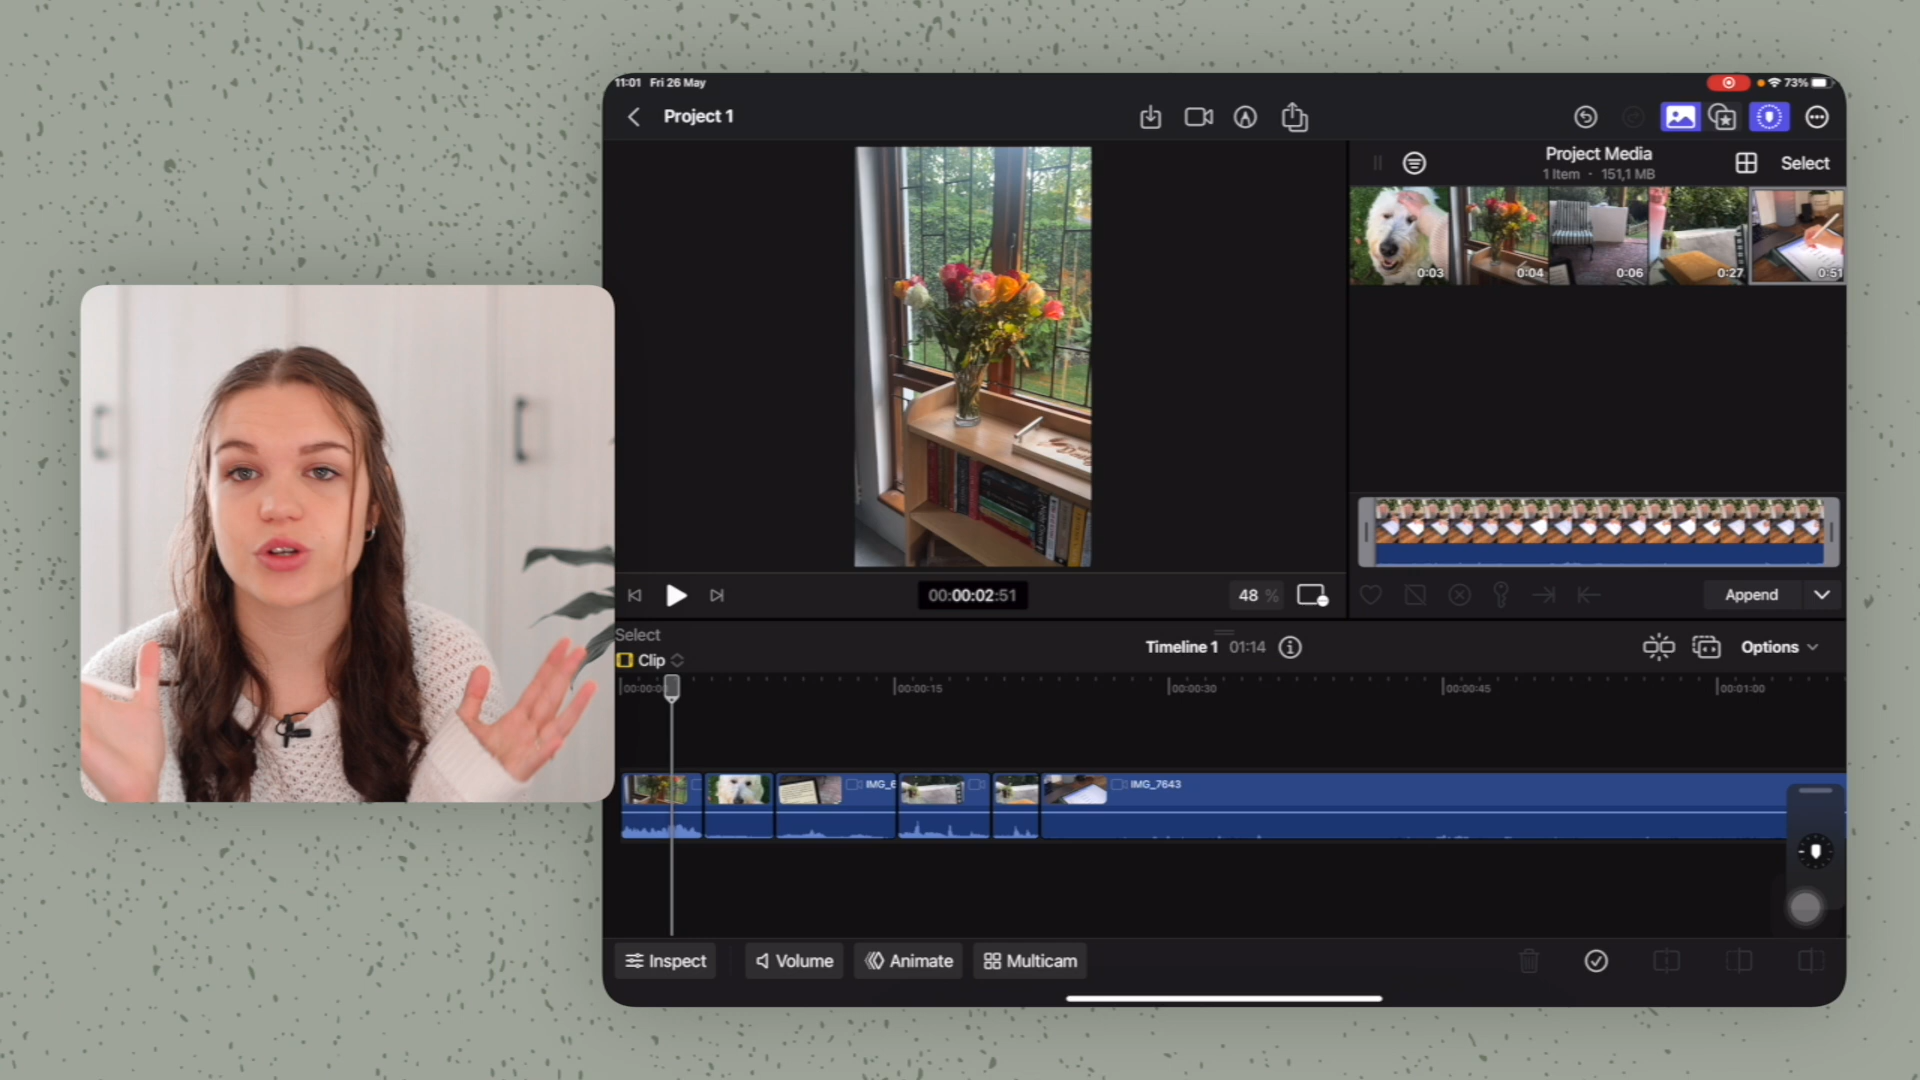 11:01 Fri 26 May
73%
Project 1
Project Media
1 Item · 151,1 MB
Select
0:03
0:04
0:06
0:27
0:51
00:00:02:51
48 %
Append
Select
Clip
Timeline 1 01:14
Options
00:00:15
00:00:30
00:00:45
00:01:00
IMG_7643
Inspect
Volume
Animate
Multicam